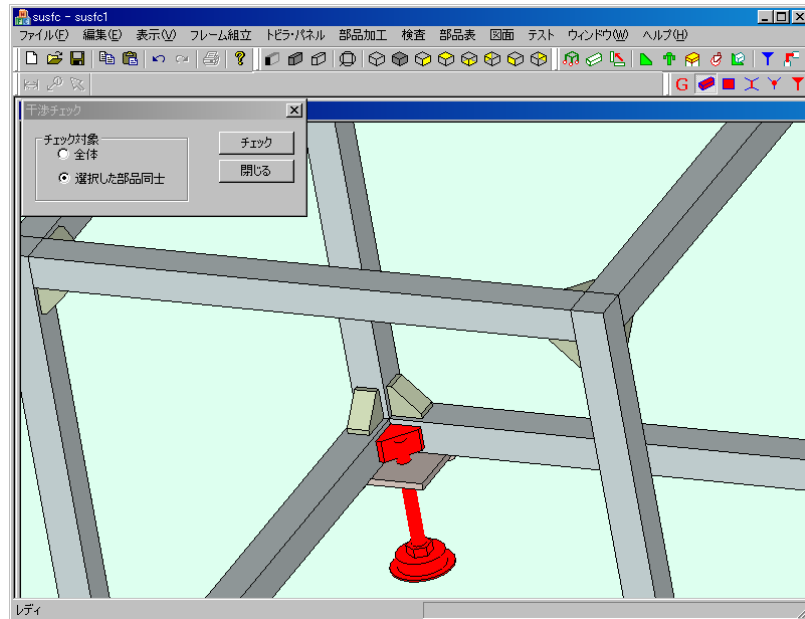 susfc - susfc1
ファイル(F) 編集(E) 表示(V) フレーム組立 トビラ・パネル 部品加工 検査 部品表 図面 テスト ウィンドウ(W) ヘルプ(H)
G
干渉チェック
チェック対象
全体
選択した部品同士
チェック
閉じる
レディ